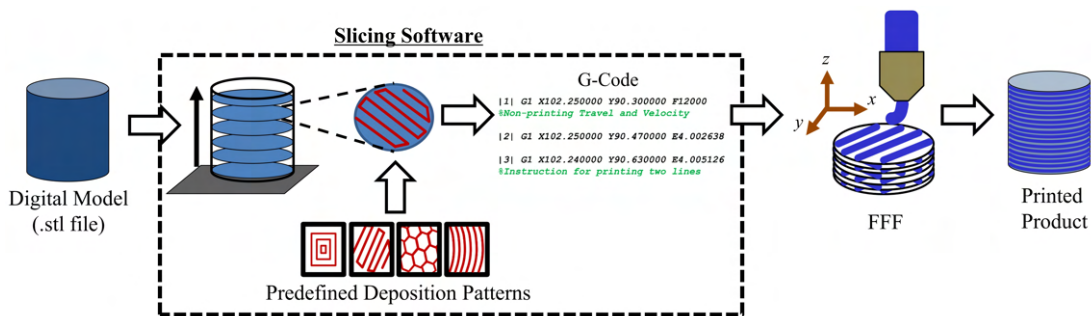 Slicing Software
Digital Model
(.stl file)
G-Code
|1| G1 X102.250000 Y90.300000 F12000
%Non-printing Travel and Velocity
|2| G1 X102.250000 Y90.470000 E4.002638
|3| G1 X102.240000 Y90.630000 E4.005126
%Instruction for printing two lines
Predefined Deposition Patterns
z
x
y
FFF
Printed
Product